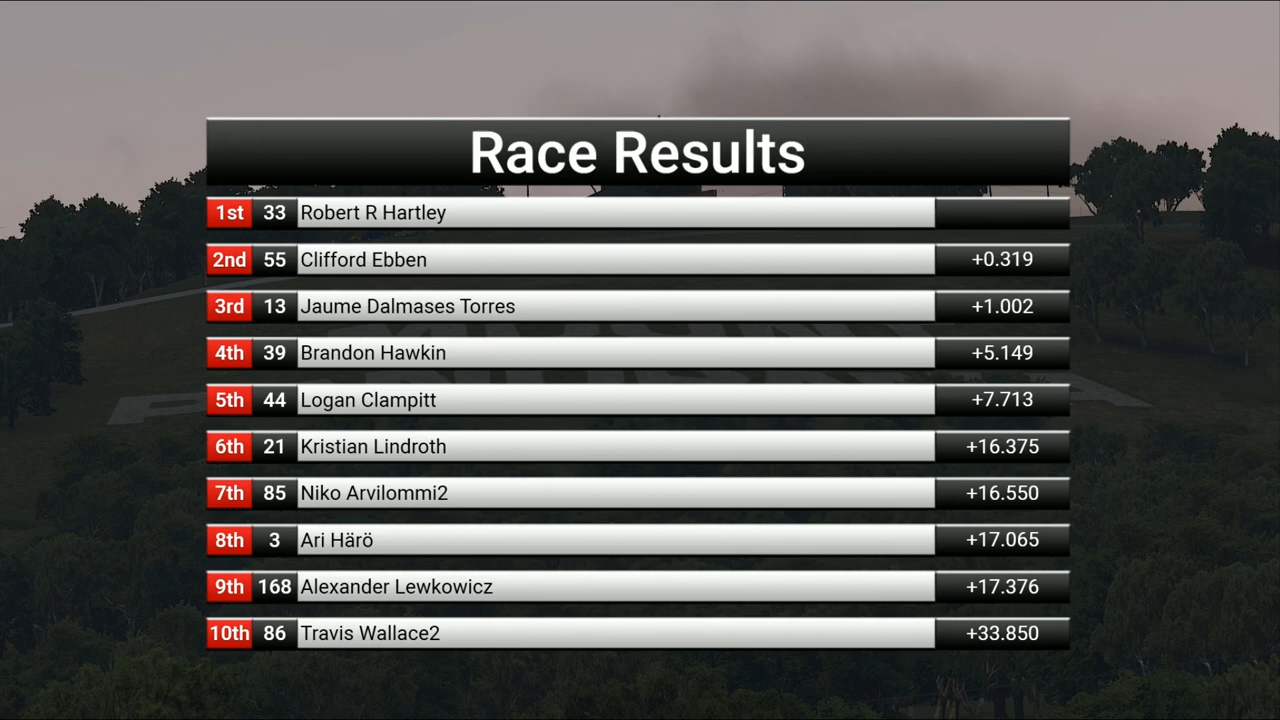 Race Results
1st 33 Robert R Hartley
2nd 55 Clifford Ebben +0.319
3rd 13 Jaume Dalmases Torres +1.002
4th 39 Brandon Hawkin +5.149
5th 44 Logan Clampitt +7.713
6th 21 Kristian Lindroth +16.375
7th 85 Niko Arvilommi2 +16.550
8th 3 Ari Härö +17.065
9th 168 Alexander Lewkowicz +17.376
10th 86 Travis Wallace2 +33.850